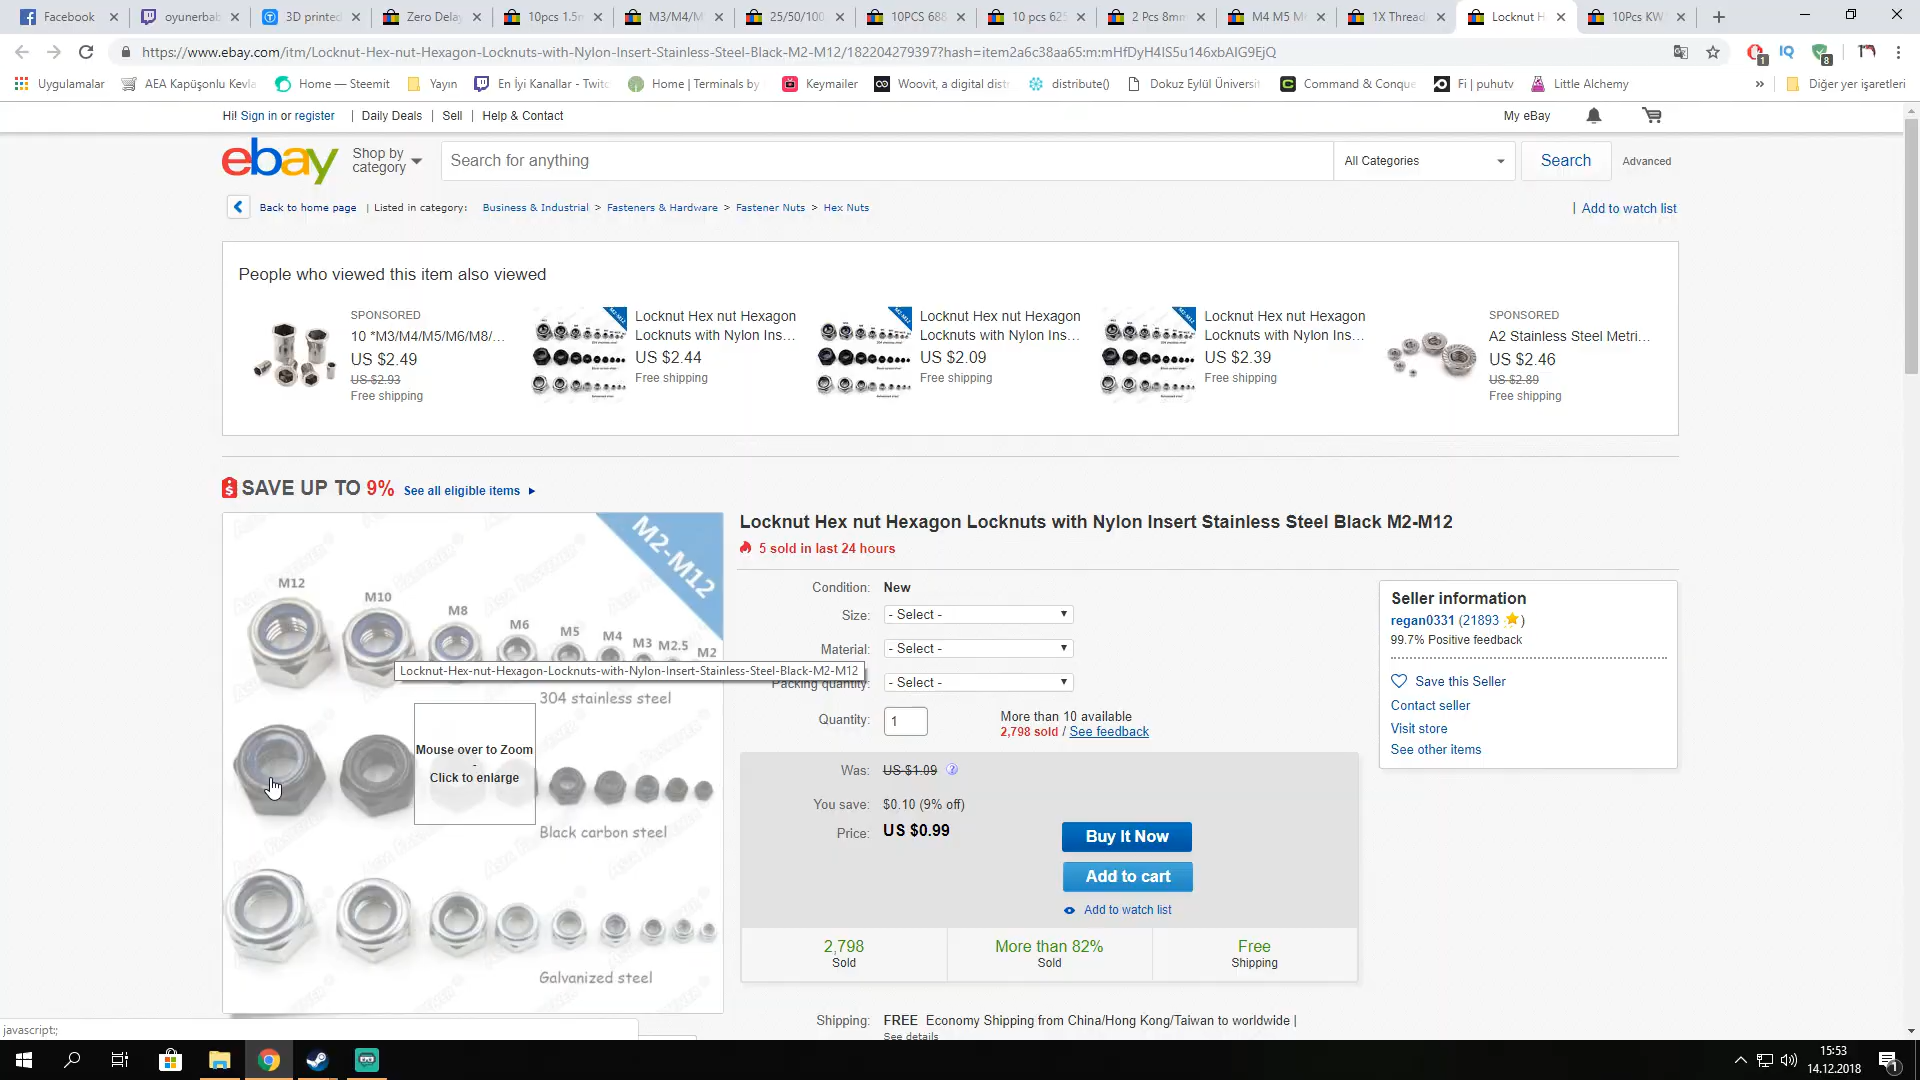 Facebook
oyunerbab
3D printed
Zero Delay
10pcs 1.5m
M3/M4/M
25/50/100
10PCS 688
10 pcs 625
2 Pcs 8mm
M4 M5 M6
1X Thread
Locknut H
10Pcs KW
https://www.ebay.com/itm/Locknut-Hex-nut-Hexagon-Locknuts-with-Nylon-Insert-Stainless-Steel-Black-M2-M12/182204279397?hash=item2a6c38aa65:m:mHfDyH4IS5u146xbAIG9EjQ
Uygulamalar
AEA Kapüşonlu Kevla
Home — Steemit
Yayın
En İyi Kanallar - Twitc
Home | Terminals by
Keymailer
Woovit, a digital dist
distribute()
Dokuz Eylül Üniversit
Command & Conque
Fi | puhutv
Little Alchemy
»
Diğer yer işaretleri
Hi! Sign in or register | Daily Deals | Sell | Help & Contact
My eBay
ebay
Shop by
category
Search for anything
All Categories
Search
Advanced
Back to home page | Listed in category: Business & Industrial > Fasteners & Hardware > Fastener Nuts > Hex Nuts
| Add to watch list
People who viewed this item also viewed
SPONSORED
10 *M3/M4/M5/M6/M8/...
US $2.49
US $2.93
Free shipping
Locknut Hex nut Hexagon
Locknuts with Nylon Ins...
US $2.44
Free shipping
Locknut Hex nut Hexagon
Locknuts with Nylon Ins...
US $2.09
Free shipping
Locknut Hex nut Hexagon
Locknuts with Nylon Ins...
US $2.39
Free shipping
SPONSORED
A2 Stainless Steel Metri...
US $2.46
US $2.89
Free shipping
SAVE UP TO 9% See all eligible items
M2-M12
M12
M10
M8
M6
M5
M4
M3
M2.5
M2
Locknut-Hex-nut-Hexagon-Locknuts-with-Nylon-Insert-Stainless-Steel-Black-M2-M12
304 stainless steel
Mouse over to Zoom
-
Click to enlarge
Black carbon steel
Galvanized steel
Locknut Hex nut Hexagon Locknuts with Nylon Insert Stainless Steel Black M2-M12
5 sold in last 24 hours
Condition: New
Size: - Select -
Material: - Select -
Packing quantity: - Select -
Quantity: 1
More than 10 available
2,798 sold / See feedback
Was: US $1.09
You save: $0.10 (9% off)
Price: US $0.99
Buy It Now
Add to cart
Add to watch list
2,798
Sold
More than 82%
Sold
Free
Shipping
Shipping: FREE Economy Shipping from China/Hong Kong/Taiwan to worldwide |
See details
Seller information
regan0331 (21893 )
99.7% Positive feedback
Save this Seller
Contact seller
Visit store
See other items
javascript:;
15:53
14.12.2018
1